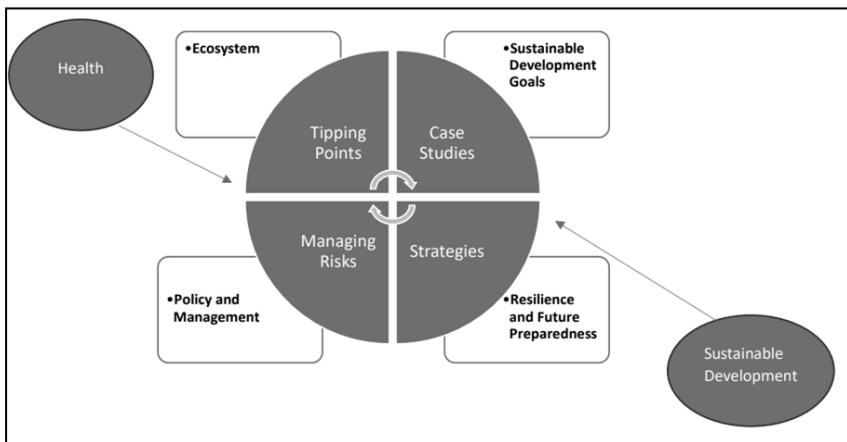 Health
•Ecosystem
•Sustainable
Development
Goals
Tipping
Points
Case
Studies
Managing
Risks
Strategies
•Policy and
Management
•Resilience
and Future
Preparedness
Sustainable
Development